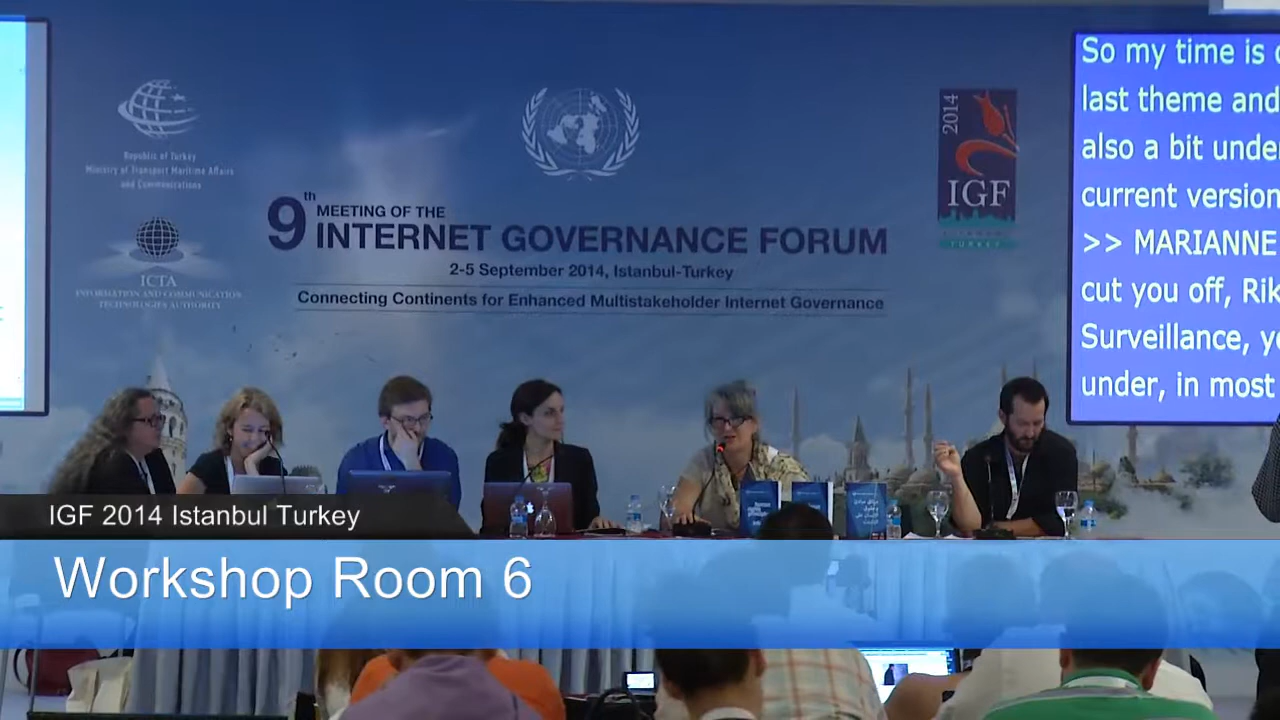 So my time is
last theme and
also a bit unde
current version
>> MARIANNE
cut you off, Rik
Surveillance, y
under, in most
Republic of Turkey
Ministry of Transport Maritime Affairs
and Communications
ICTA
INFORMATION AND COMMUNICATION
TECHNOLOGIES AUTHORITY
2014
IGF
TURKEY
9th MEETING OF THE
INTERNET GOVERNANCE FORUM
2-5 September 2014, Istanbul-Turkey
Connecting Continents for Enhanced Multistakeholder Internet Governance
IGF 2014 Istanbul Turkey
Workshop Room 6